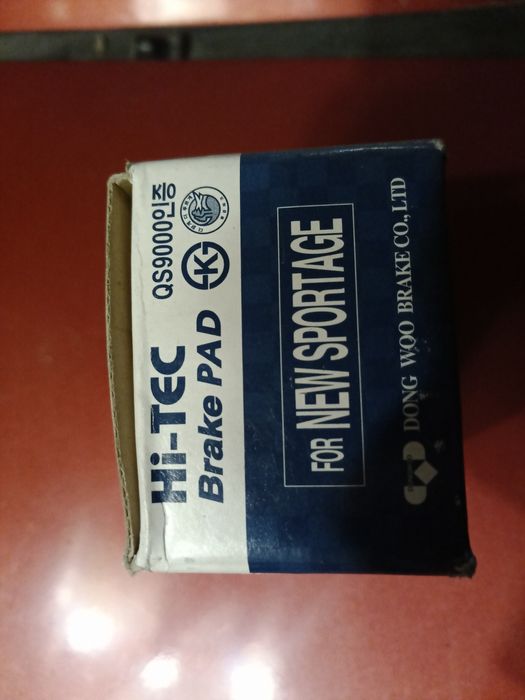 Hi-TEC
QS9000인증
Brake PAD
FOR NEW SPORTAGE
DONG WOO BRAKE CO., LTD